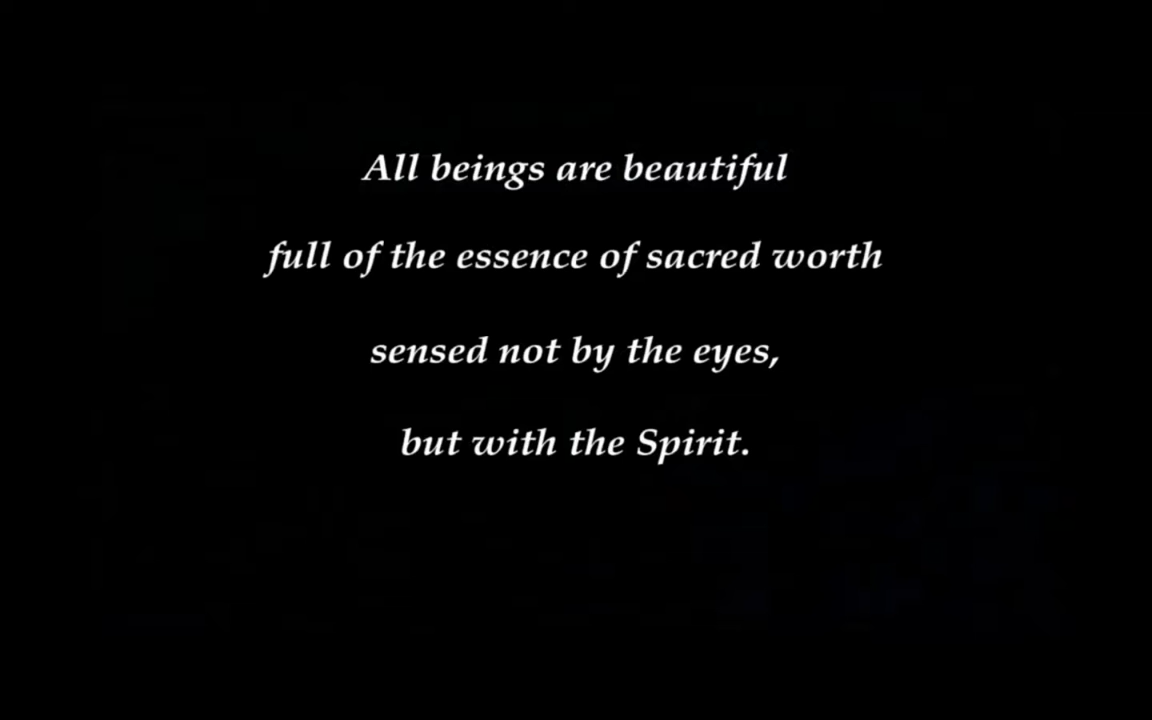 All beings are beautiful
full of the essence of sacred worth
sensed not by the eyes,
but with the Spirit.